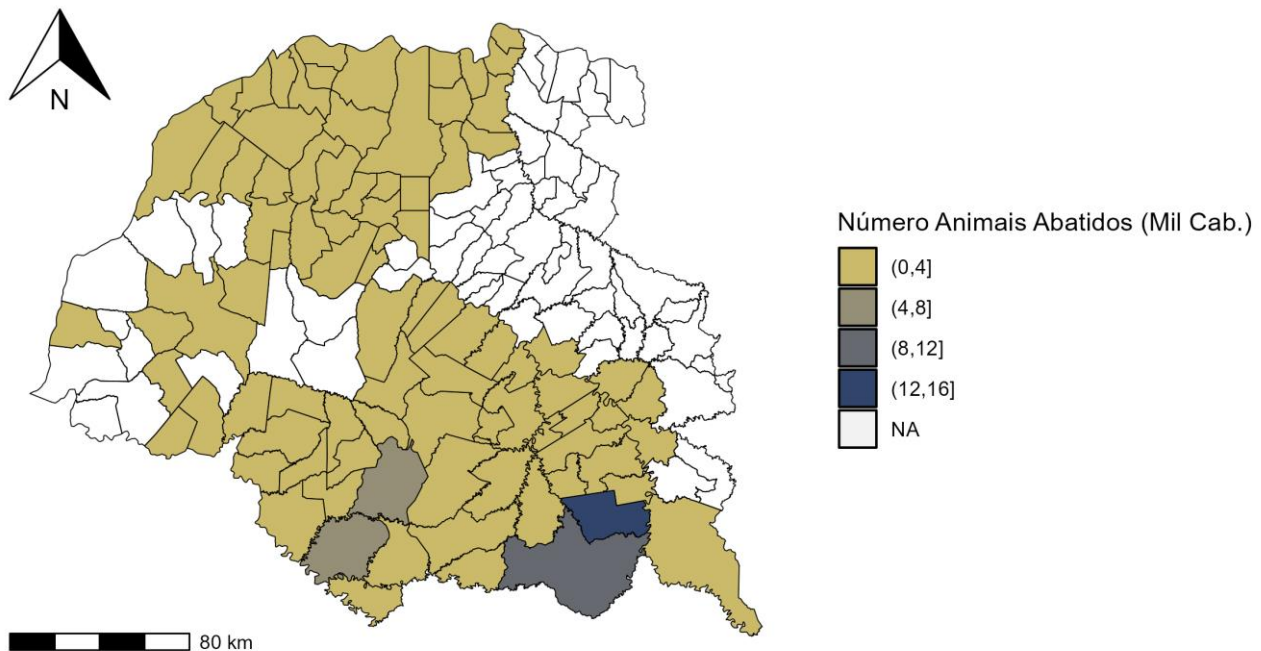 N
Número Animais Abatidos (Mil Cab.)
(0,4]
(4,8]
(8,12]
(12,16]
NA
80 km